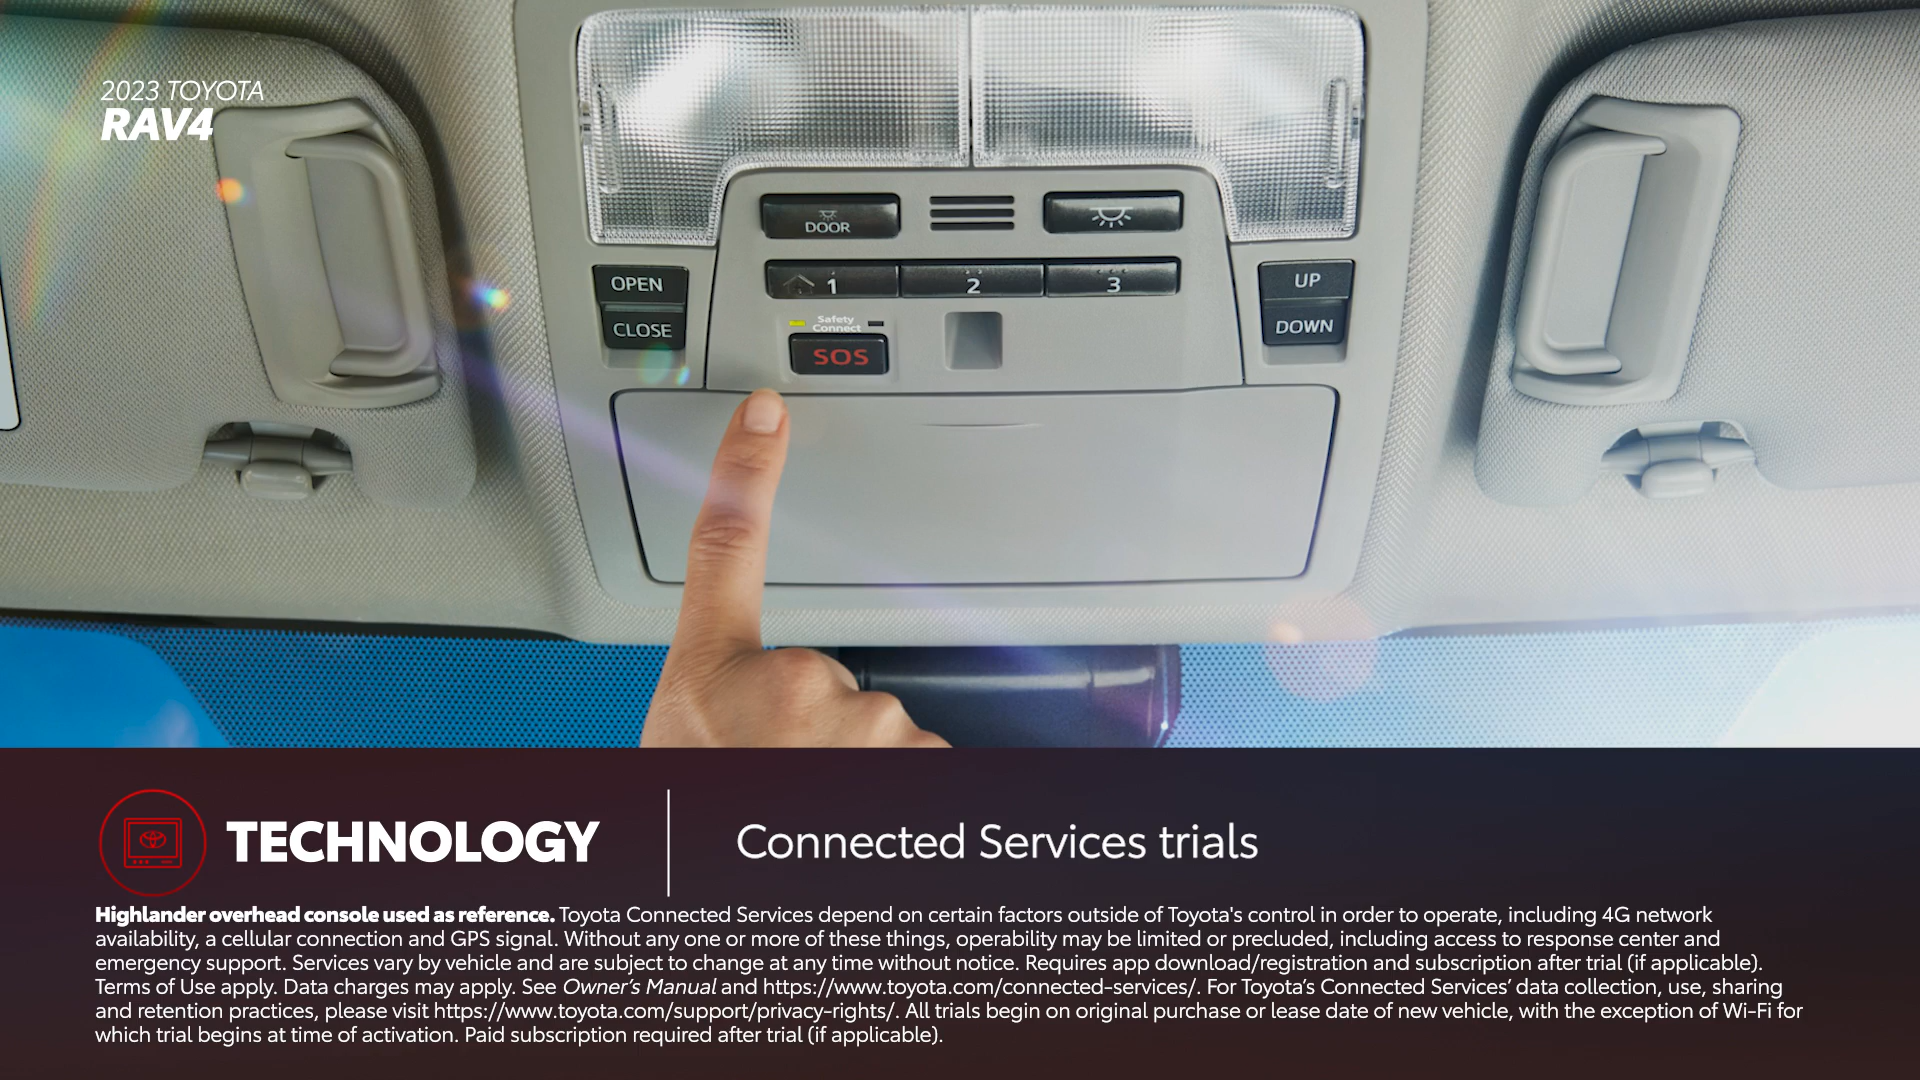 2023 TOYOTA
RAV4
DOOR
OPEN
CLOSE
1
2
3
UP
DOWN
Safety
Connect
SOS
TECHNOLOGY
Connected Services trials
Highlander overhead console used as reference. Toyota Connected Services depend on certain factors outside of Toyota's control in order to operate, including 4G network
availability, a cellular connection and GPS signal. Without any one or more of these things, operability may be limited or precluded, including access to response center and
emergency support. Services vary by vehicle and are subject to change at any time without notice. Requires app download/registration and subscription after trial (if applicable).
Terms of Use apply. Data charges may apply. See Owner’s Manual and https://www.toyota.com/connected-services/. For Toyota’s Connected Services’ data collection, use, sharing
and retention practices, please visit https://www.toyota.com/support/privacy-rights/. All trials begin on original purchase or lease date of new vehicle, with the exception of Wi-Fi for
which trial begins at time of activation. Paid subscription required after trial (if applicable).